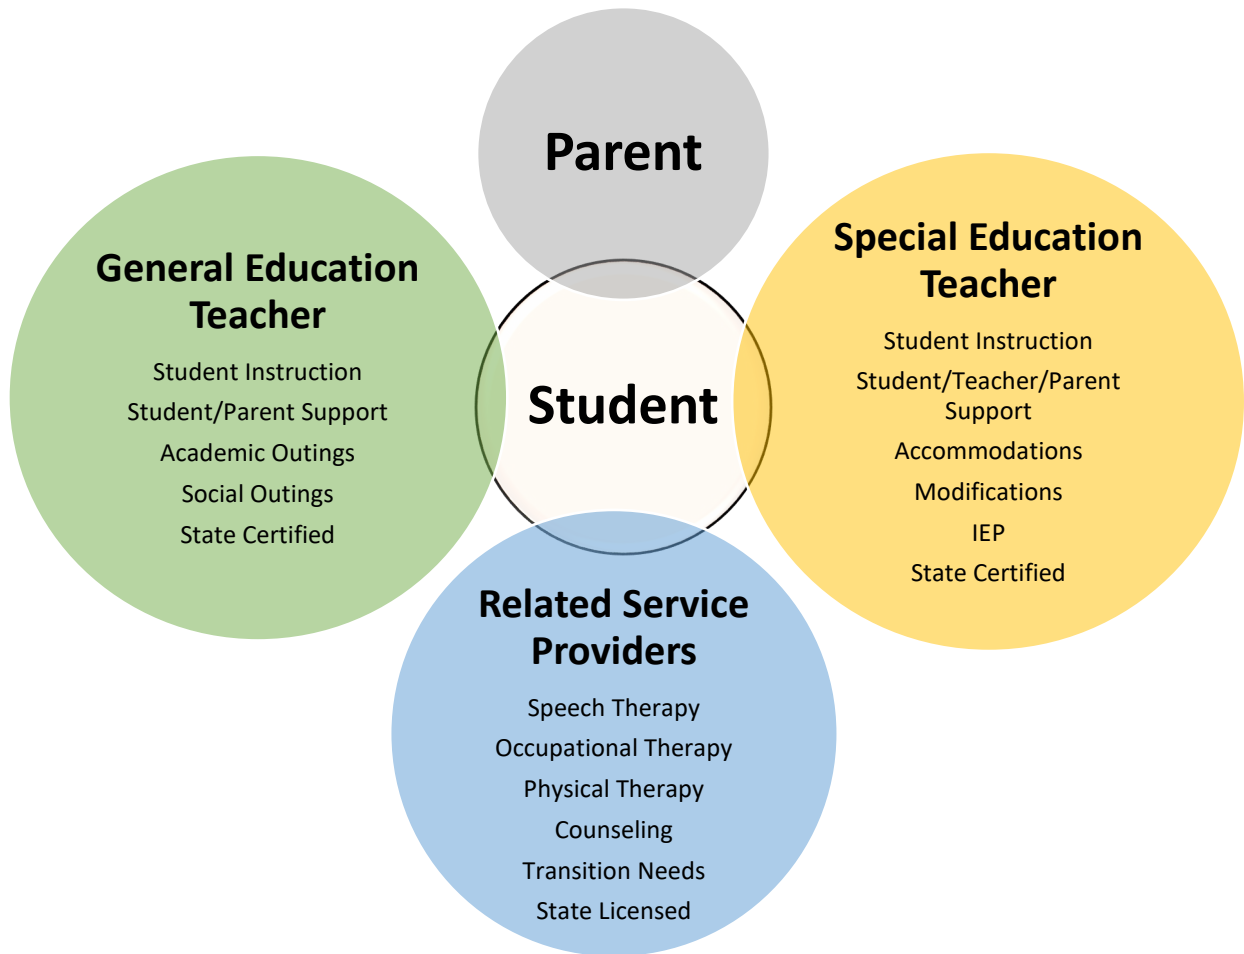 Parent
General Education
Teacher
Student Instruction
Student/Parent Support
Academic Outings
Social Outings
State Certified
Student
Special Education
Teacher
Student Instruction
Student/Teacher/Parent
Support
Accommodations
Modifications
IEP
State Certified
Related Service
Providers
Speech Therapy
Occupational Therapy
Physical Therapy
Counseling
Transition Needs
State Licensed